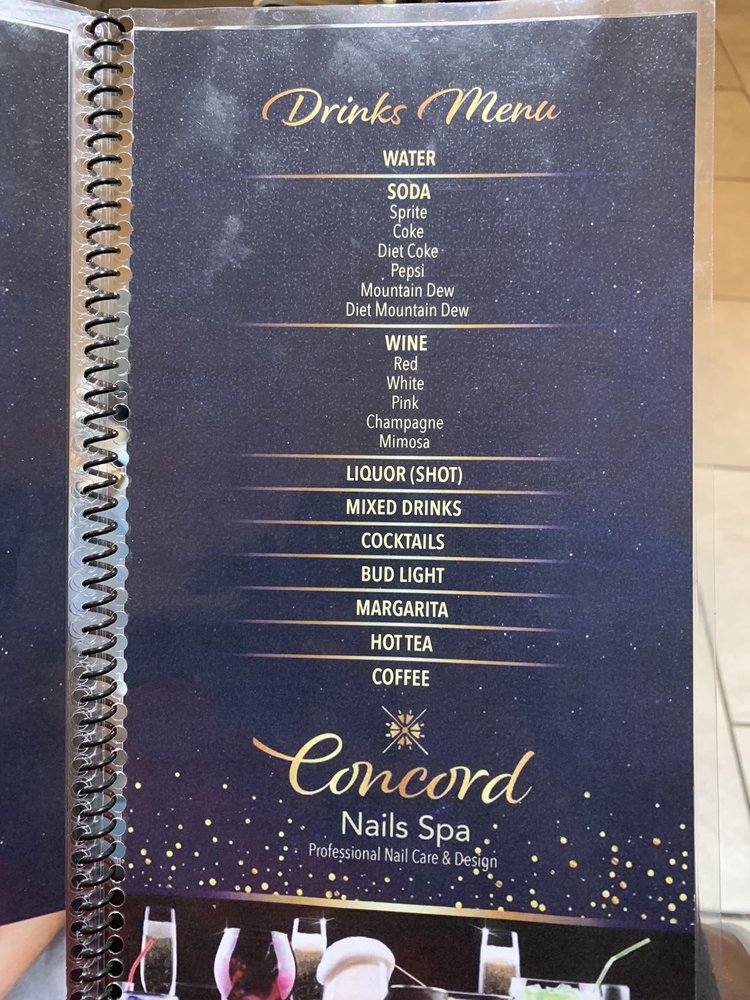 Drinks Menu
WATER
SODA
Sprite
Coke
Diet Coke
Pepsi
Mountain Dew
Diet Mountain Dew
WINE
Red
White
Pink
Champagne
Mimosa
LIQUOR (SHOT)
MIXED DRINKS
COCKTAILS
BUD LIGHT
MARGARITA
HOT TEA
COFFEE
Concord
Nails Spa
Professional Nail Care & Design